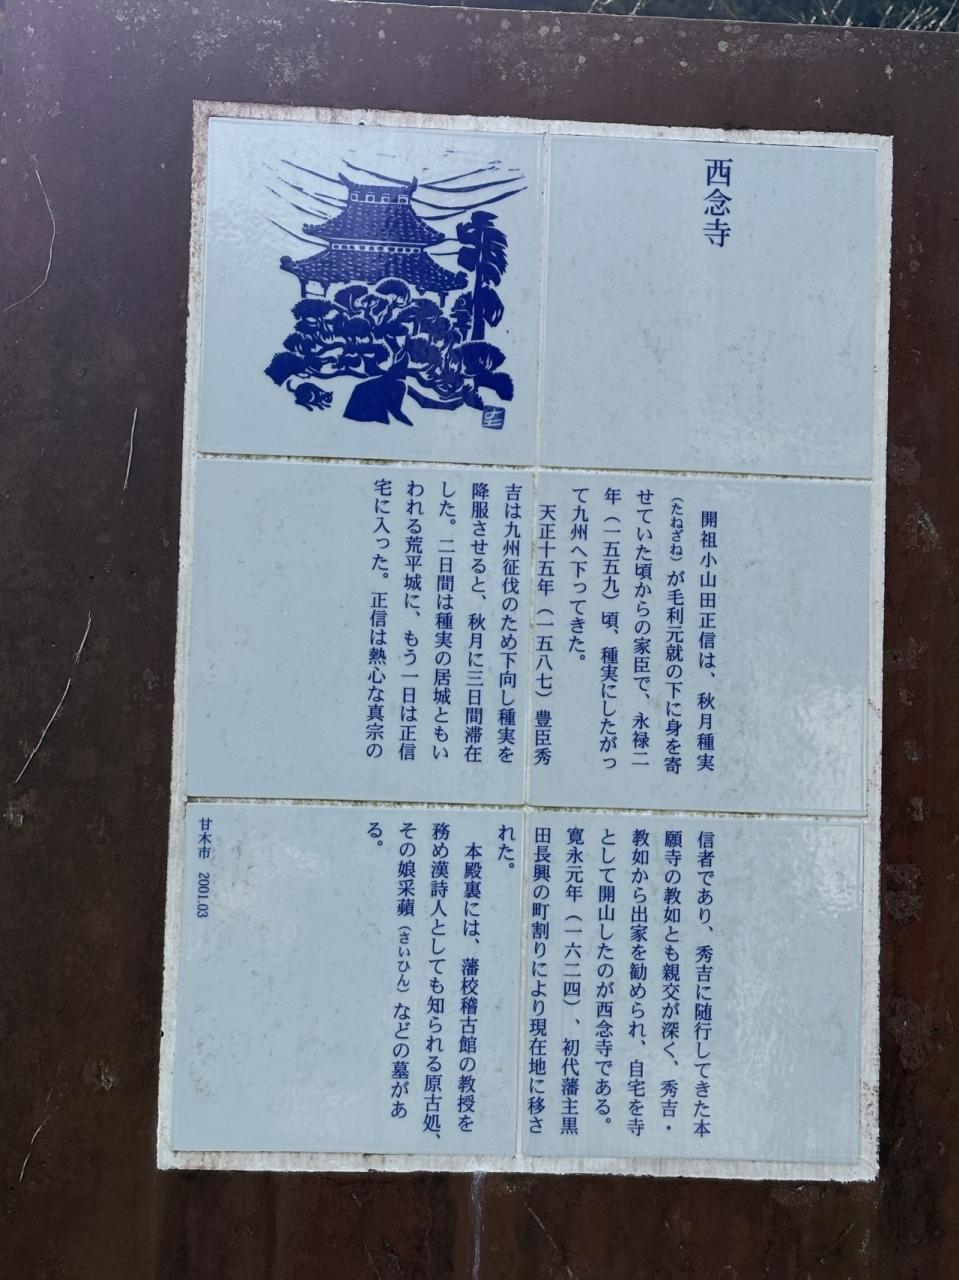 西念寺
開祖小山田正信は、秋月種実
(たねざね)が毛利元就の下に身を寄
せていた頃からの家臣で、永禄二
年(一五五九)頃、種実にしたがっ
て九州へ下ってきた。
天正十五年(一五八七)豊臣秀
吉は九州征伐のため下向し種実を
降服させると、秋月に三日間滞在
した。二日間は種実の居城ともい
われる荒平城に、もう一日は正信
宅に入った。正信は熱心な真宗の
信者であり、秀吉に随行してきた本
願寺の教如とも親交が深く、秀吉・
教如から出家を勧められ、自宅を寺
として開山したのが西念寺である。
寛永元年(一六二四)、初代藩主黒
田長興の町割りにより現在地に移さ
れた。
本殿裏には、藩校稽古館の教授を
務め漢詩人としても知られる原古処、
その娘采蘋(さいひん)などの墓があ
る。
甘木市 2001.03